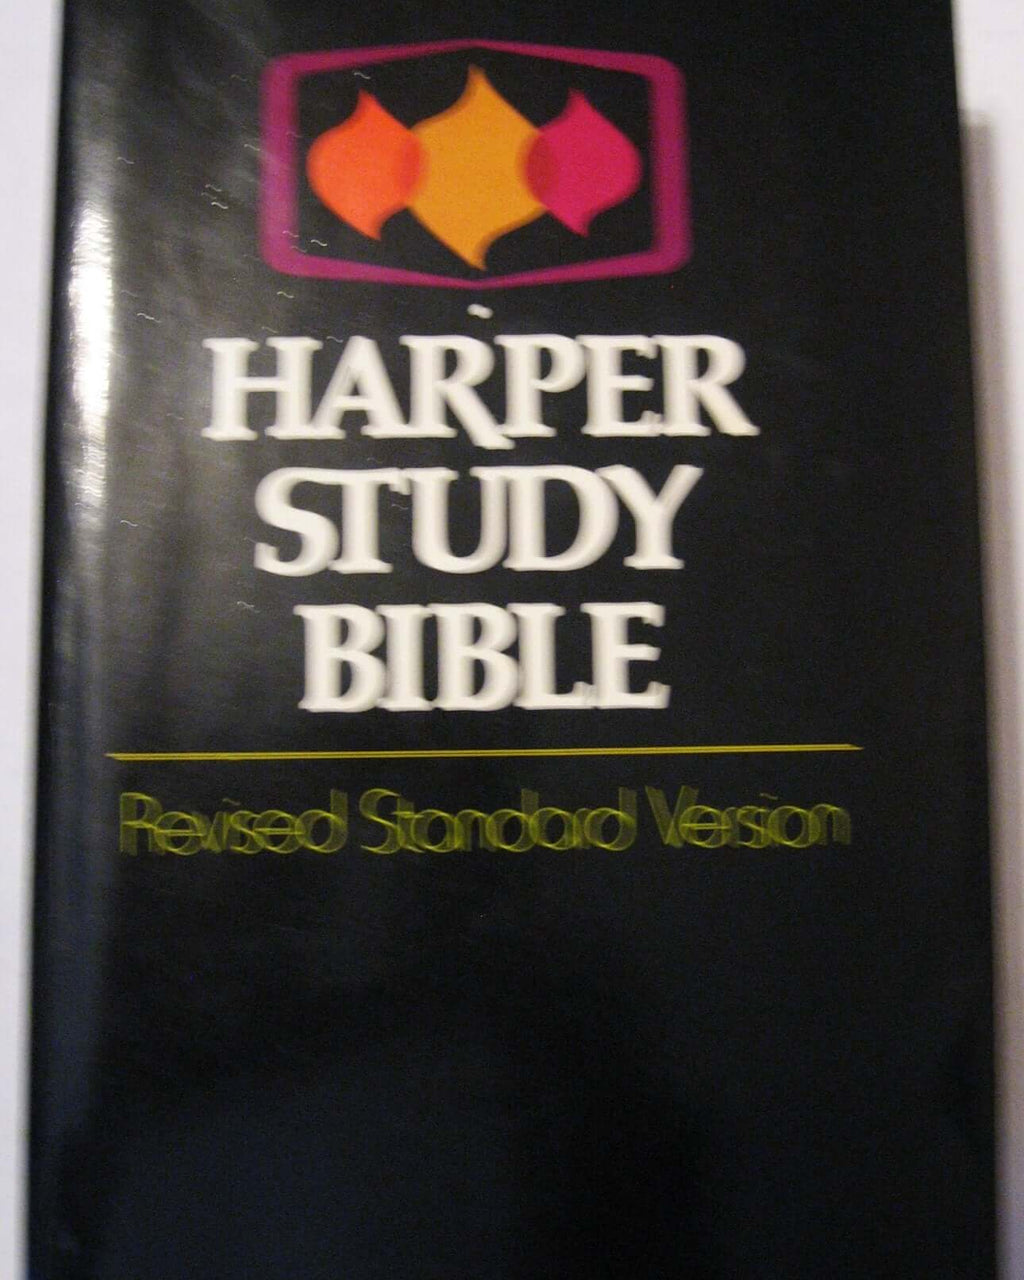 HARPER
STUDY
BIBLE
Revised Standard Version